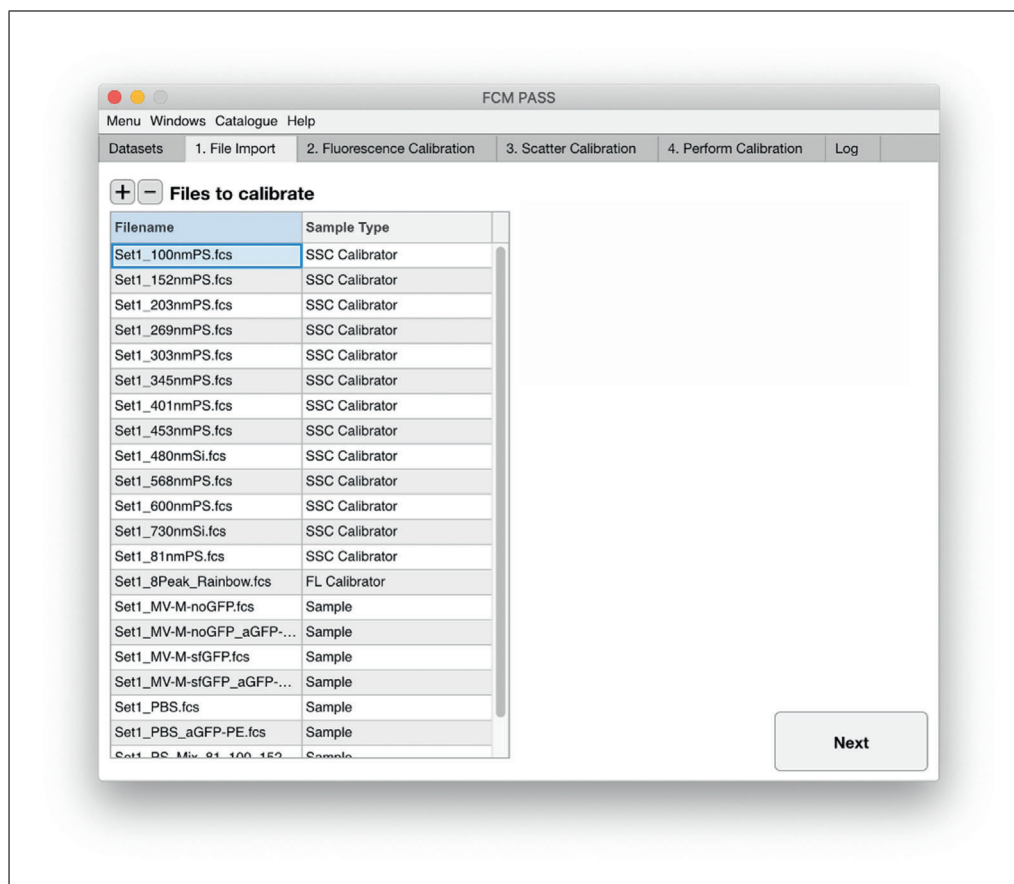 FCM PASS
Menu Windows Catalogue Help
Datasets 1. File Import 2. Fluorescence Calibration 3. Scatter Calibration 4. Perform Calibration Log
+ − Files to calibrate
Filename Sample Type
Set1_100nmPS.fcs SSC Calibrator
Set1_152nmPS.fcs SSC Calibrator
Set1_203nmPS.fcs SSC Calibrator
Set1_269nmPS.fcs SSC Calibrator
Set1_303nmPS.fcs SSC Calibrator
Set1_345nmPS.fcs SSC Calibrator
Set1_401nmPS.fcs SSC Calibrator
Set1_453nmPS.fcs SSC Calibrator
Set1_480nmSi.fcs SSC Calibrator
Set1_568nmPS.fcs SSC Calibrator
Set1_600nmPS.fcs SSC Calibrator
Set1_730nmSi.fcs SSC Calibrator
Set1_81nmPS.fcs SSC Calibrator
Set1_8Peak_Rainbow.fcs FL Calibrator
Set1_MV-M-noGFP.fcs Sample
Set1_MV-M-noGFP_aGFP-... Sample
Set1_MV-M-sfGFP.fcs Sample
Set1_MV-M-sfGFP_aGFP-... Sample
Set1_PBS.fcs Sample
Set1_PBS_aGFP-PE.fcs Sample
Set1_PS_Mix_81_100_152 Sample
Next